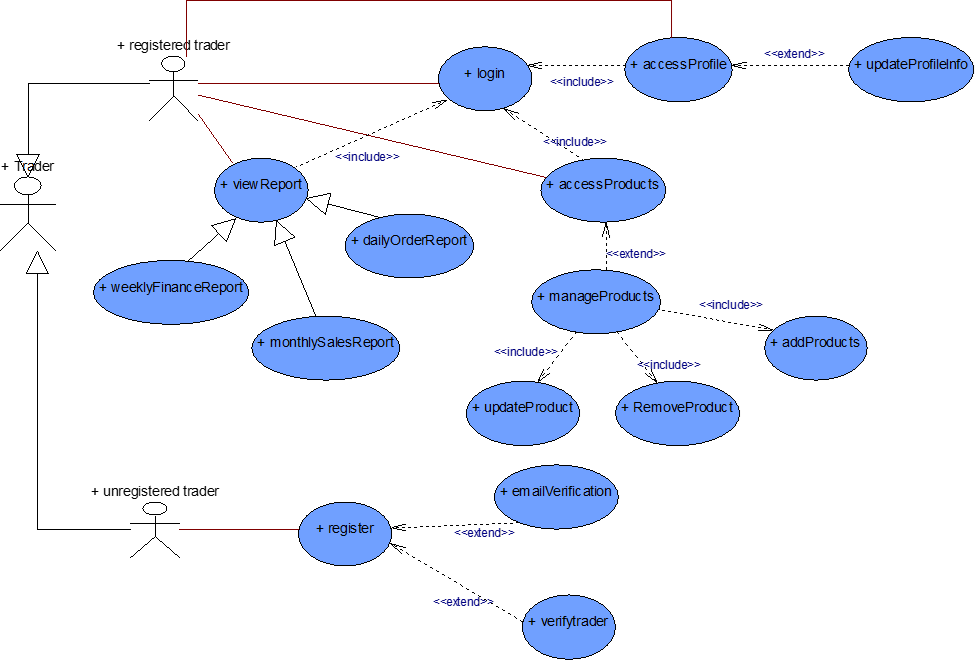 + registered trader
+ login
+ accessProfile
<<extend>>
+ updateProfileInfo
<<include>>
<<include>>
<<include>>
+ Trader
+ viewReport
+ accessProducts
+ dailyOrderReport
<<extend>>
+ weeklyFinanceReport
+ manageProducts
<<include>>
+ monthlySalesReport
+ addProducts
<<include>>
<<include>>
+ updateProduct
+ RemoveProduct
+ unregistered trader
+ emailVerification
+ register
<<extend>>
<<extend>>
+ verifytrader